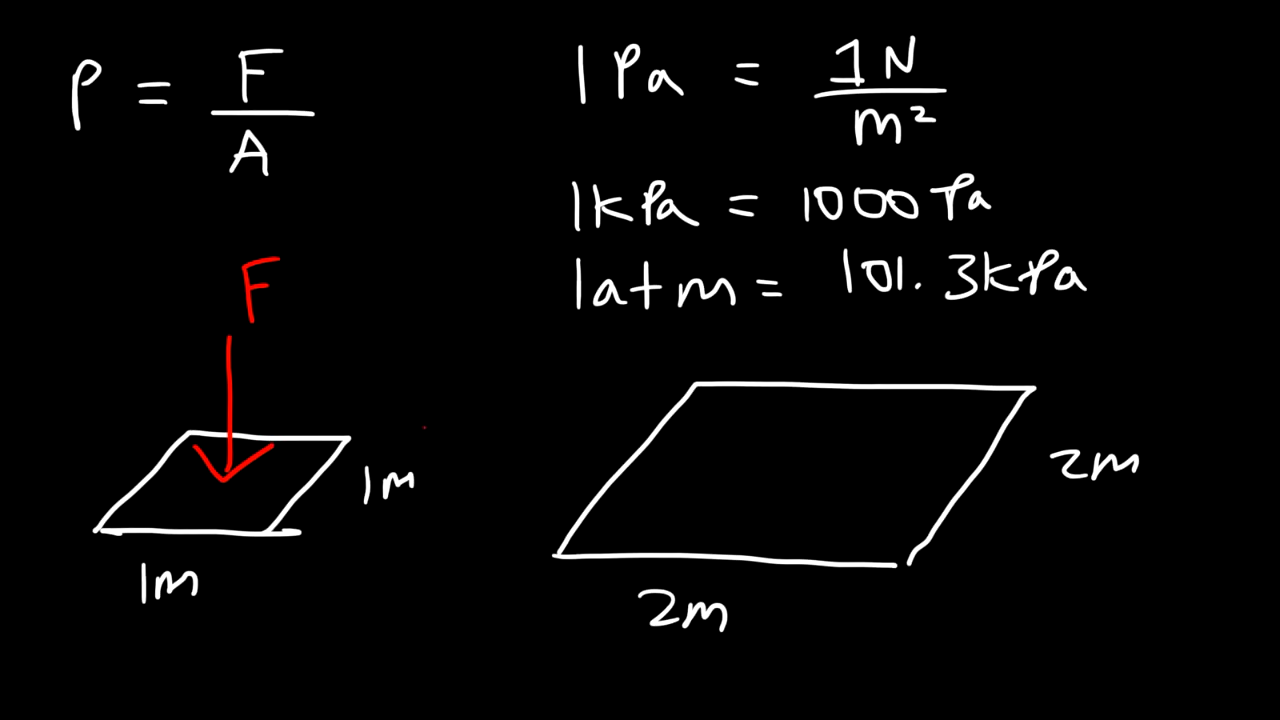 P = F/A
1 Pa = 1N/m²
1kPa = 1000 Pa
1atm = 101.3kPa
F
1m
1m
2m
2m